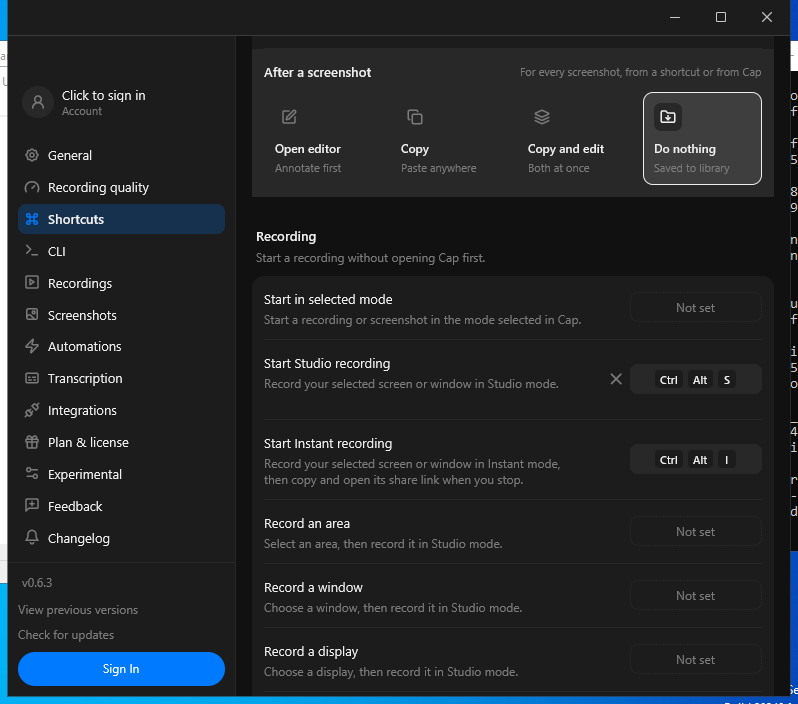 Click to sign in
Account
General
Recording quality
Shortcuts
CLI
Recordings
Screenshots
Automations
Transcription
Integrations
Plan & license
Experimental
Feedback
Changelog
v0.6.3
View previous versions
Check for updates
Sign In
After a screenshot
For every screenshot, from a shortcut or from Cap
Open editor
Annotate first
Copy
Paste anywhere
Copy and edit
Both at once
Do nothing
Saved to library
Recording
Start a recording without opening Cap first.
Start in selected mode
Start a recording or screenshot in the mode selected in Cap.
Not set
Start Studio recording
Record your selected screen or window in Studio mode.
Ctrl Alt S
Start Instant recording
Record your selected screen or window in Instant mode,
then copy and open its share link when you stop.
Ctrl Alt I
Record an area
Select an area, then record it in Studio mode.
Not set
Record a window
Choose a window, then record it in Studio mode.
Not set
Record a display
Choose a display, then record it in Studio mode.
Not set